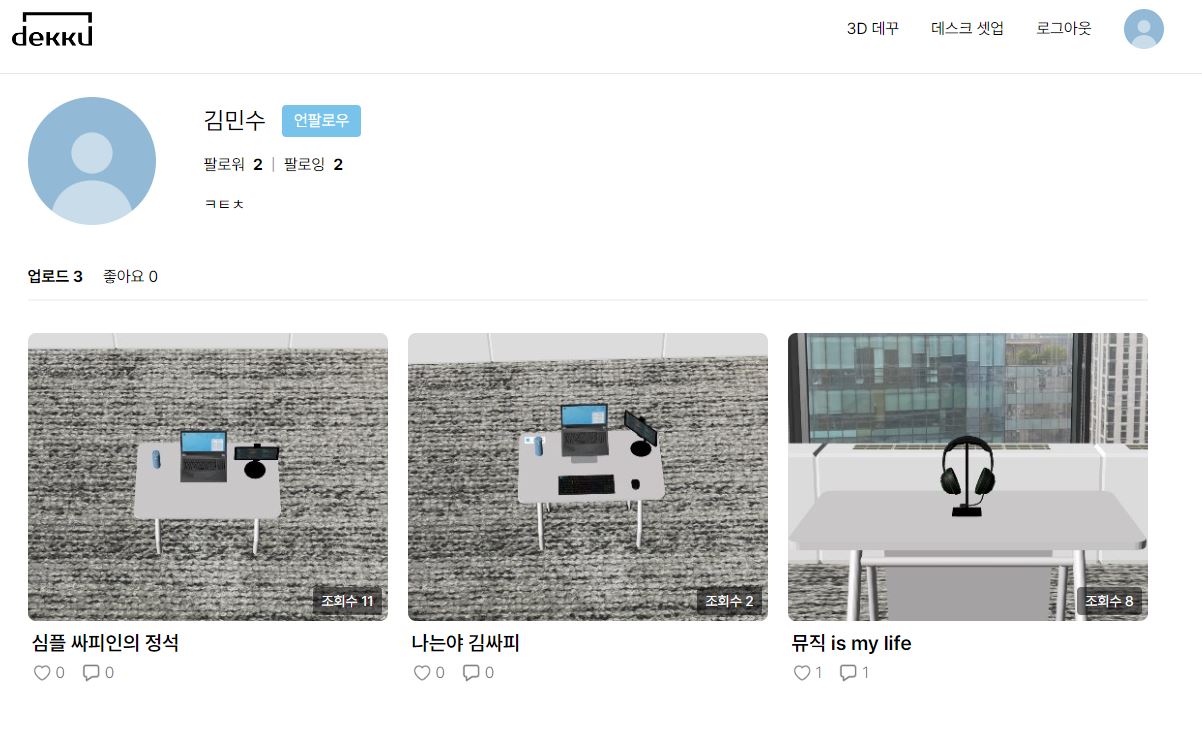 dekku
3D 데꾸 데스크 셋업 로그아웃
김민수 언팔로우
팔로워 2 | 팔로잉 2
ㅋㅌㅊ
업로드 3 좋아요 0
조회수 11
조회수 2
조회수 8
심플 싸피인의 정석
나는야 김싸피
뮤직 is my life
0 0
0 0
1 1